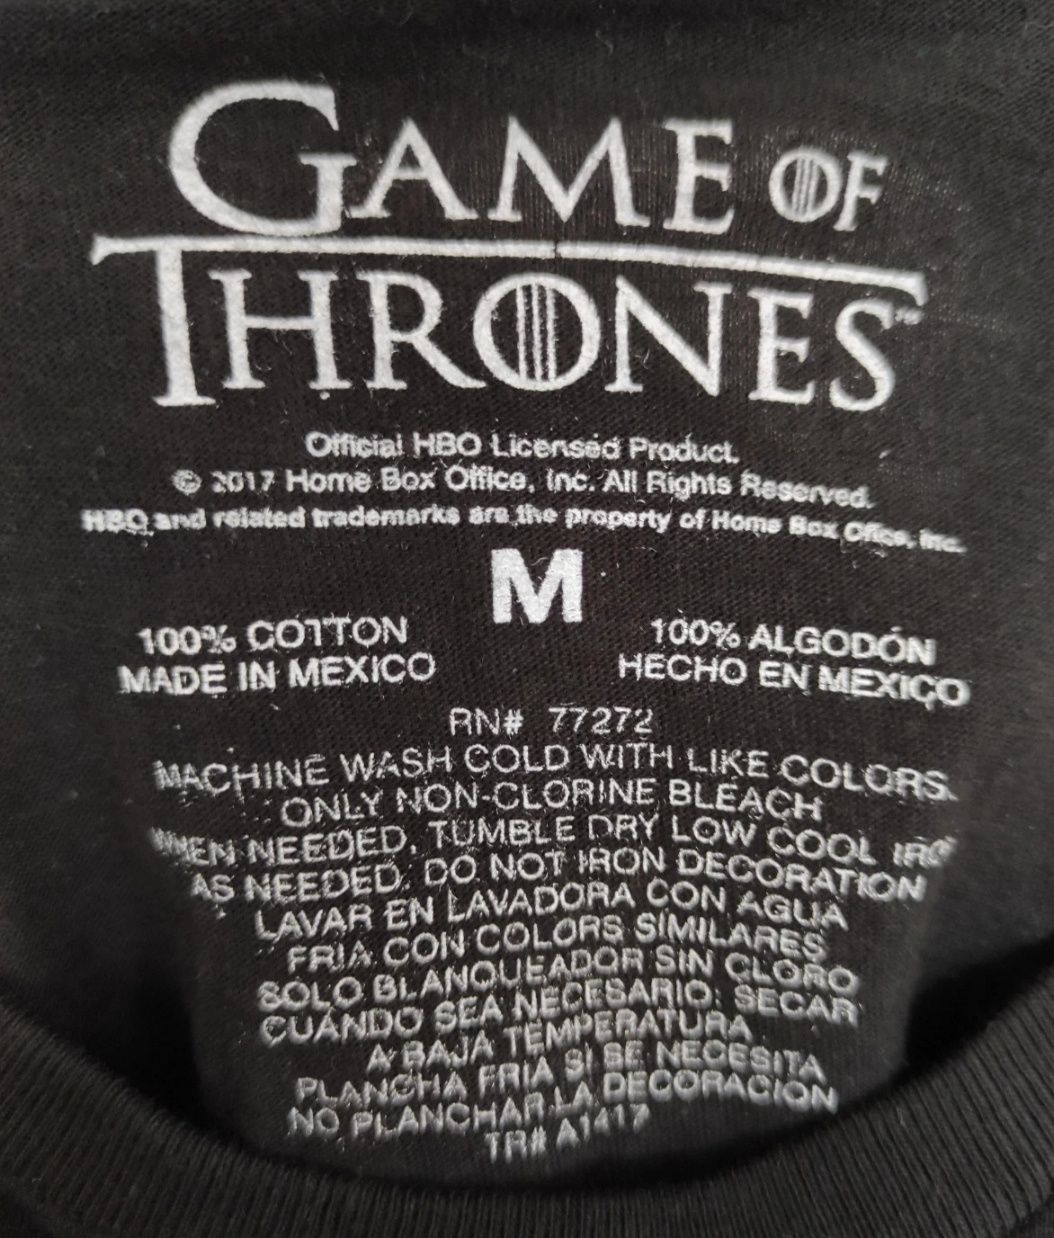 GAME OF
THRONES™
Official HBO Licensed Product.
© 2017 Home Box Office, Inc. All Rights Reserved.
HBO and related trademarks are the property of Home Box Office, Inc.
M
100% COTTON
MADE IN MEXICO
100% ALGODÓN
HECHO EN MEXICO
RN# 77272
MACHINE WASH COLD WITH LIKE COLORS.
ONLY NON-CLORINE BLEACH
WHEN NEEDED, TUMBLE DRY LOW COOL IRON
AS NEEDED. DO NOT IRON DECORATION
LAVAR EN LAVADORA CON AGUA
FRIA CON COLORS SIMILARES
SOLO BLANQUEADOR SIN CLORO
CUANDO SEA NECESARIO. SECAR
A BAJA TEMPERATURA
PLANCHA FRIA SI SE NECESITA
NO PLANCHAR LA DECORACION
TR# A1417